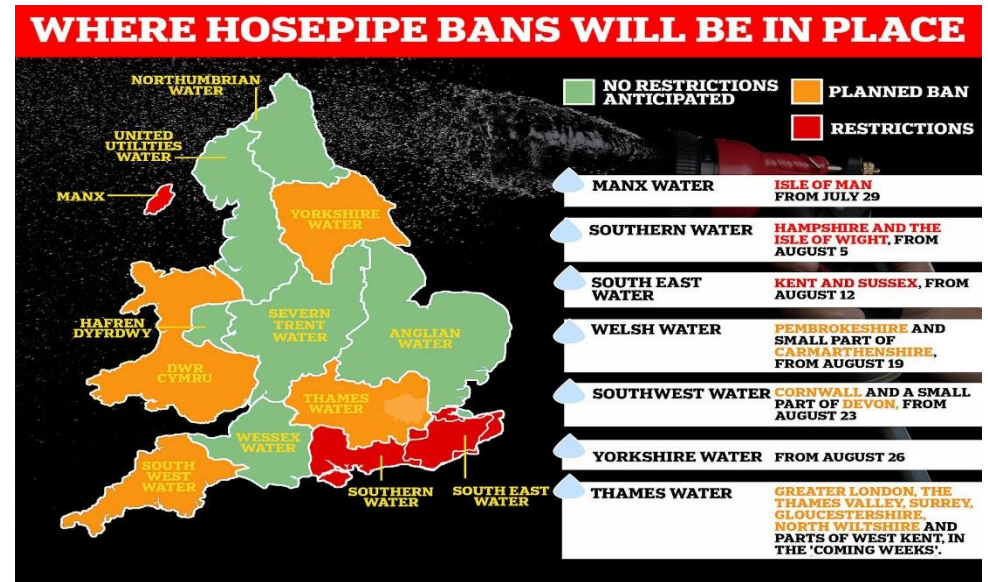 WHERE HOSEPIPE BANS WILL BE IN PLACE
NORTHUMBRIAN
WATER
UNITED
UTILITIES
WATER
MANX
YORKSHIRE
WATER
HAFREN
DYFRDWY
SEVERN
TRENT
WATER
ANGLIAN
WATER
DWR
CYMRU
THAMES
WATER
WESSEX
WATER
SOUTH
WEST
WATER
SOUTHERN
WATER
SOUTH EAST
WATER
NO RESTRICTIONS
ANTICIPATED
PLANNED BAN
RESTRICTIONS
MANX WATER
ISLE OF MAN
FROM JULY 29
SOUTHERN WATER
HAMPSHIRE AND THE
ISLE OF WIGHT, FROM
AUGUST 5
SOUTH EAST
WATER
KENT AND SUSSEX, FROM
AUGUST 12
WELSH WATER
PEMBROKESHIRE AND
SMALL PART OF
CARMARTHENSHIRE,
FROM AUGUST 19
SOUTHWEST WATER
CORNWALL AND A SMALL
PART OF DEVON, FROM
AUGUST 23
YORKSHIRE WATER
FROM AUGUST 26
THAMES WATER
GREATER LONDON, THE
THAMES VALLEY, SURREY,
GLOUCESTERSHIRE,
NORTH WILTSHIRE AND
PARTS OF WEST KENT, IN
THE 'COMING WEEKS'.